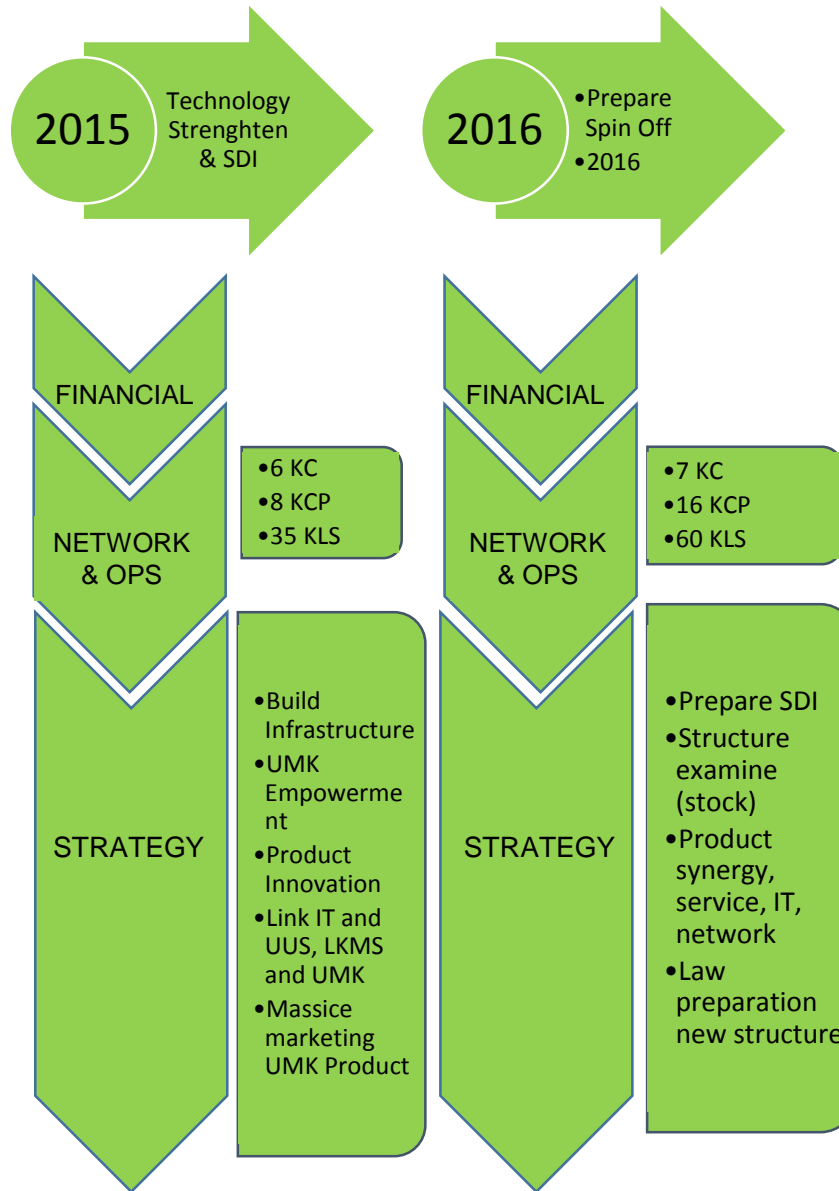 2015
Technology
Strenghten
& SDI
FINANCIAL
NETWORK
& OPS
•6 KC
•8 KCP
•35 KLS
STRATEGY
•Build
Infrastructure
•UMK
Empowerme
nt
•Product
Innovation
•Link IT and
UUS, LKMS
and UMK
•Massice
marketing
UMK Product
2016
•Prepare
Spin Off
•2016
FINANCIAL
NETWORK
& OPS
•7 KC
•16 KCP
•60 KLS
STRATEGY
•Prepare SDI
•Structure
examine
(stock)
•Product
synergy,
service, IT,
network
•Law
preparation
new structure